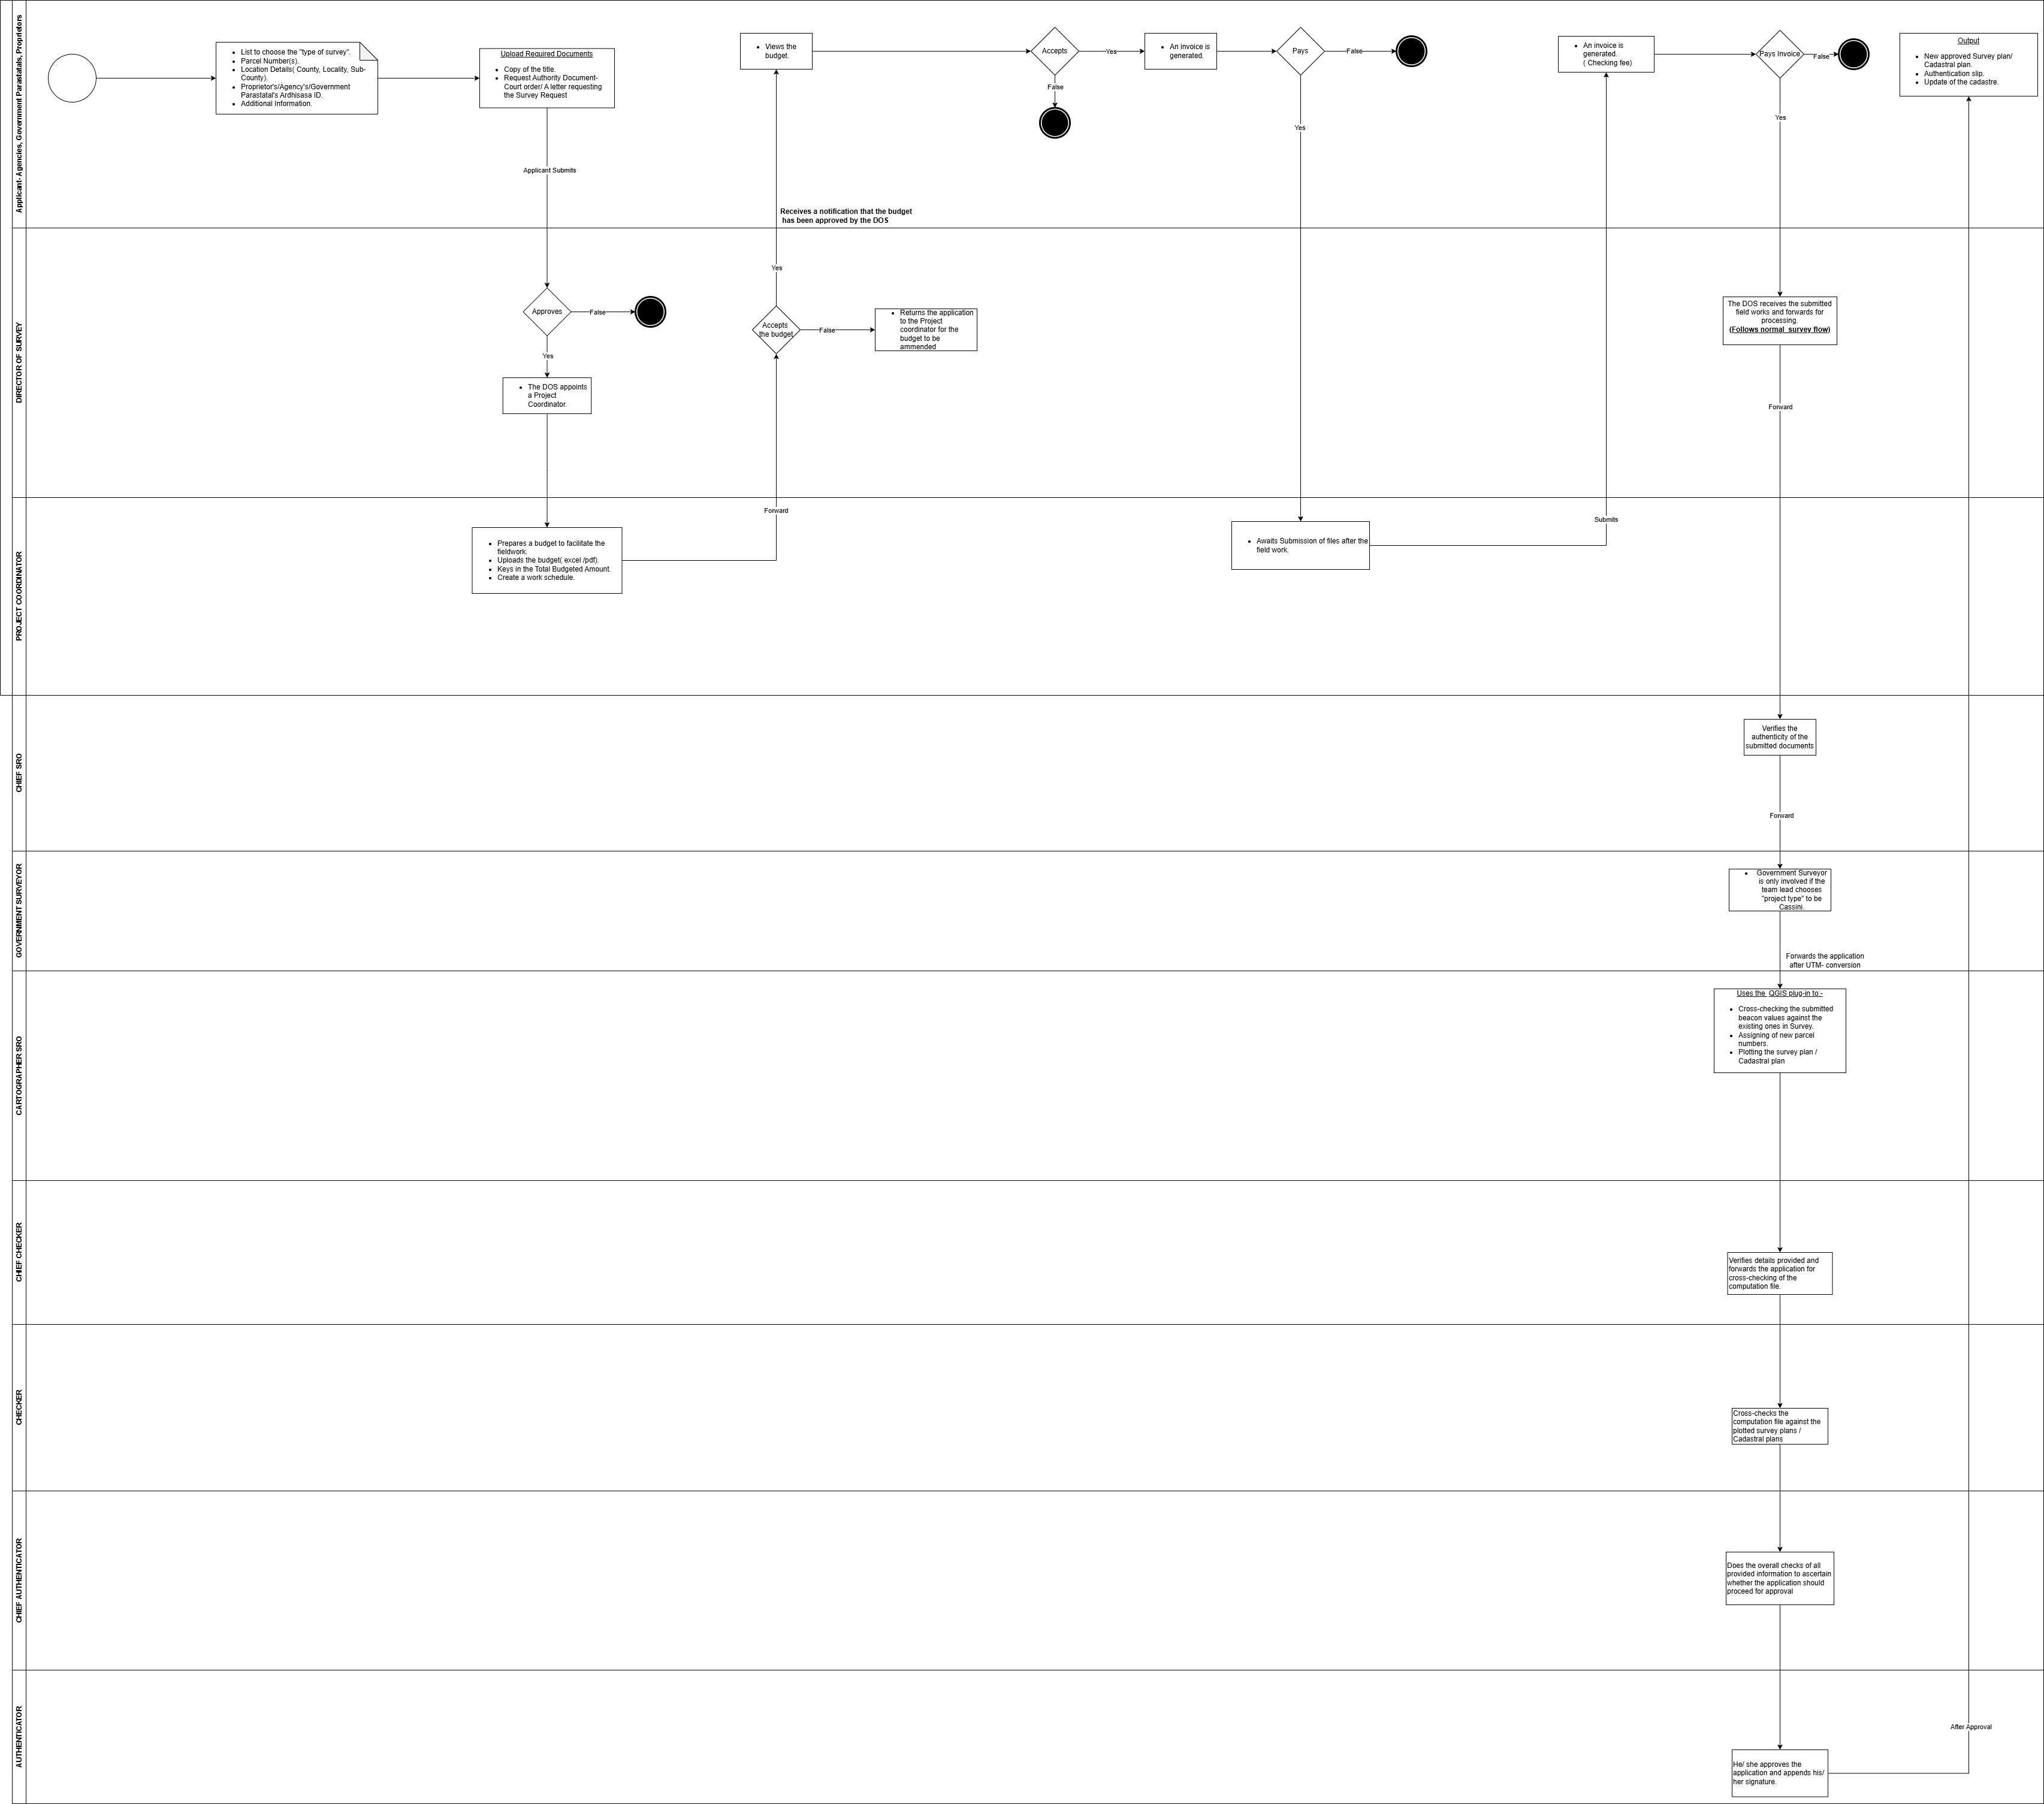 Applicant- Agencies, Government Parastatals, Proprietors
List to choose the "type of survey".
Parcel Number(s).
Location Details( County, Locality, Sub-
County).
Proprietor's/Agency's/Government
Parastatal's Ardhisasa ID.
Additional Information.
Upload Required Documents
Copy of the title.
Request Authority Document-
Court order/ A letter requesting
the Survey Request
Applicant Submits
Views the
budget.
Receives a notification that the budget
has been approved by the DOS
Accepts
Yes
False
An invoice is
generated.
Pays
False
Yes
An invoice is
generated.
( Checking fee)
Pays Invoice
False
Yes
Output
New approved Survey plan/
Cadastral plan.
Authentication slip.
Update of the cadastre.
DIRECTOR OF SURVEY
Approves
False
Yes
The DOS appoints
a Project
Coordinator.
Yes
Accepts
the budget
False
Returns the application
to the Project
coordinator for the
budget to be
ammended
The DOS receives the submitted
field works and forwards for
processing.
(Follows normal survey flow)
Forward
PROJECT COORDINATOR
Prepares a budget to facilitate the
fieldwork.
Uploads the budget( excel /pdf).
Keys in the Total Budgeted Amount.
Create a work schedule.
Forward
Awaits Submission of files after the
field work.
Submits
CHIEF SRO
Verifies the
authenticity of the
submitted documents
Forward
GOVERNMENT SURVEYOR
Government Surveyor
is only involved if the
team lead chooses
"project type" to be
Cassini.
Forwards the application
after UTM- conversion
CARTOGRAPHER SRO
Uses the QGIS plug-in to:-
Cross-checking the submitted
beacon values against the
existing ones in Survey.
Assigning of new parcel
numbers.
Plotting the survey plan /
Cadastral plan
CHIEF CHECKER
Verifies details provided and
forwards the application for
cross-checking of the
computation file.
CHECKER
Cross-checks the
computation file against the
plotted survey plans /
Cadastral plans
CHIEF AUTHENTICATOR
Does the overall checks of all
provided information to ascertain
whether the application should
proceed for approval
AUTHENTICATOR
He/ she approves the
application and appends his/
her signature.
After Approval